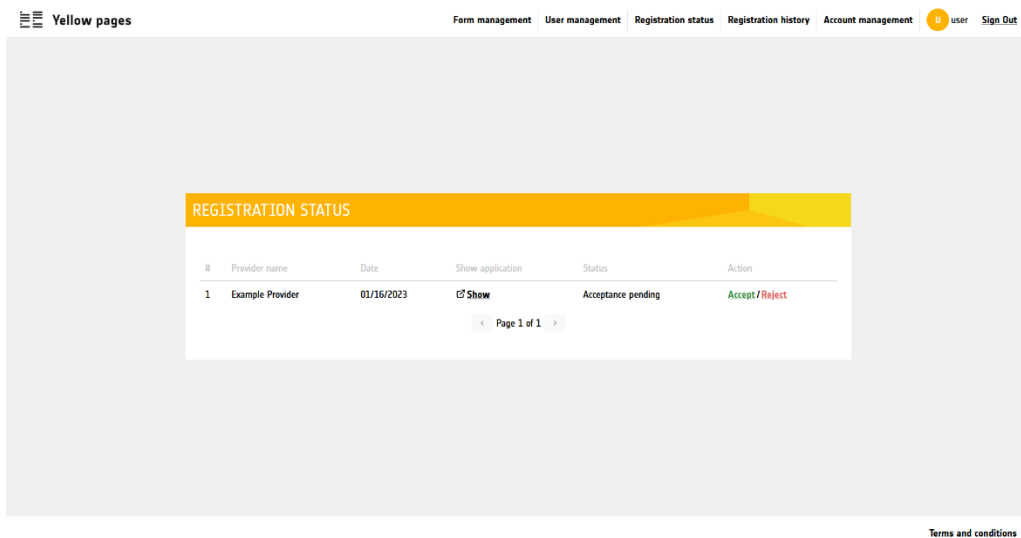 Yellow pages
Form management User management Registration status Registration history Account management U user Sign Out
REGISTRATION STATUS
# Provider name Date Show application Status Action
1 Example Provider 01/16/2023 Show Acceptance pending Accept / Reject
< Page 1 of 1 >
Terms and conditions